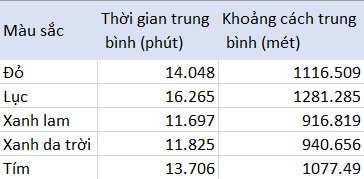 Màu sắc Thời gian trung bình (phút) Khoảng cách trung bình (mét)
Đỏ 14.048 1116.509
Lục 16.265 1281.285
Xanh lam 11.697 916.819
Xanh da trời 11.825 940.656
Tím 13.706 1077.49